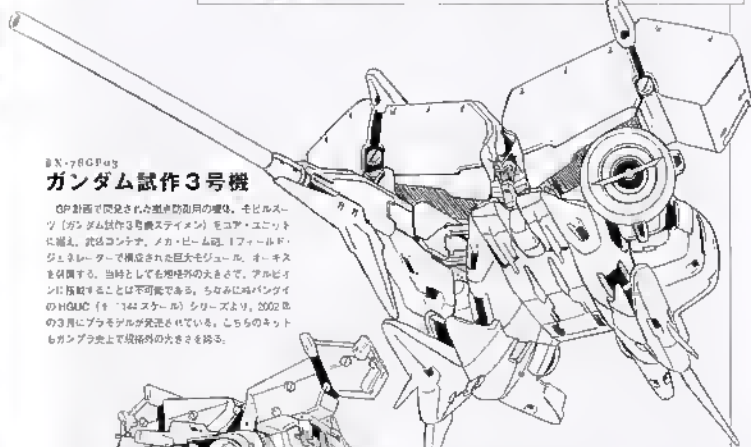 RX-78GP03
ガンダム試作3号機
GP計画で開発された拠点防衛用の機体。モビルスー
ツ(ガンダム試作3号機ステイメン)をコア・ユニット
に据え、武器コンテナ、メガ・ビーム砲、Iフィールド・
ジェネレーターで構成された巨大モジュール、オーキス
を併属する。当時としても規格外の大きさで、アルビオ
ンに搭載することは不可能である。ちなみに㈱バンダイ
のHGUC(1/144スケール)シリーズより、2002年
の3月にプラモデルが発売されている。こちらのキット
もガンプラ史上で規格外の大きさを誇る。